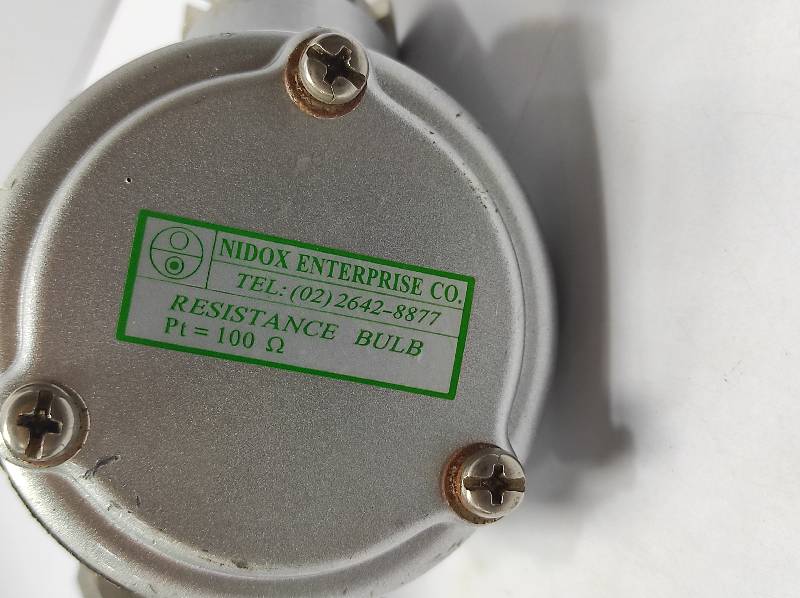 NIDOX ENTERPRISE CO.
TEL: (02) 2642-8877
RESISTANCE BULB
Pt = 100 Ω